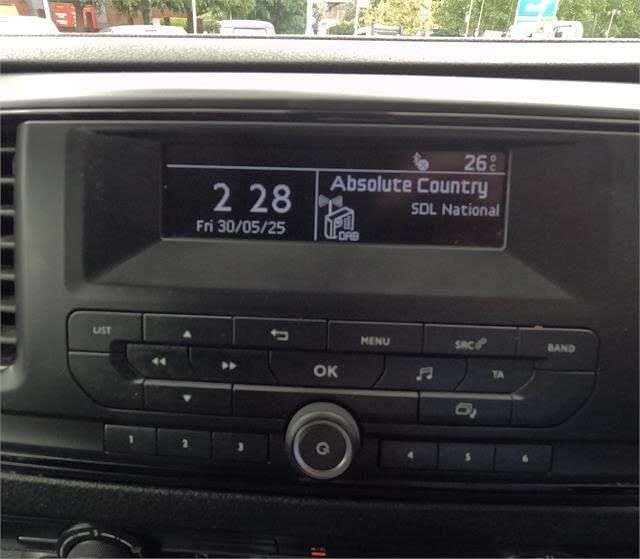 26°C
2 28
Fri 30/05/25
Absolute Country
SDL National
DAB
LIST
MENU
SRC
BAND
OK
TA
1
2
3
4
5
6